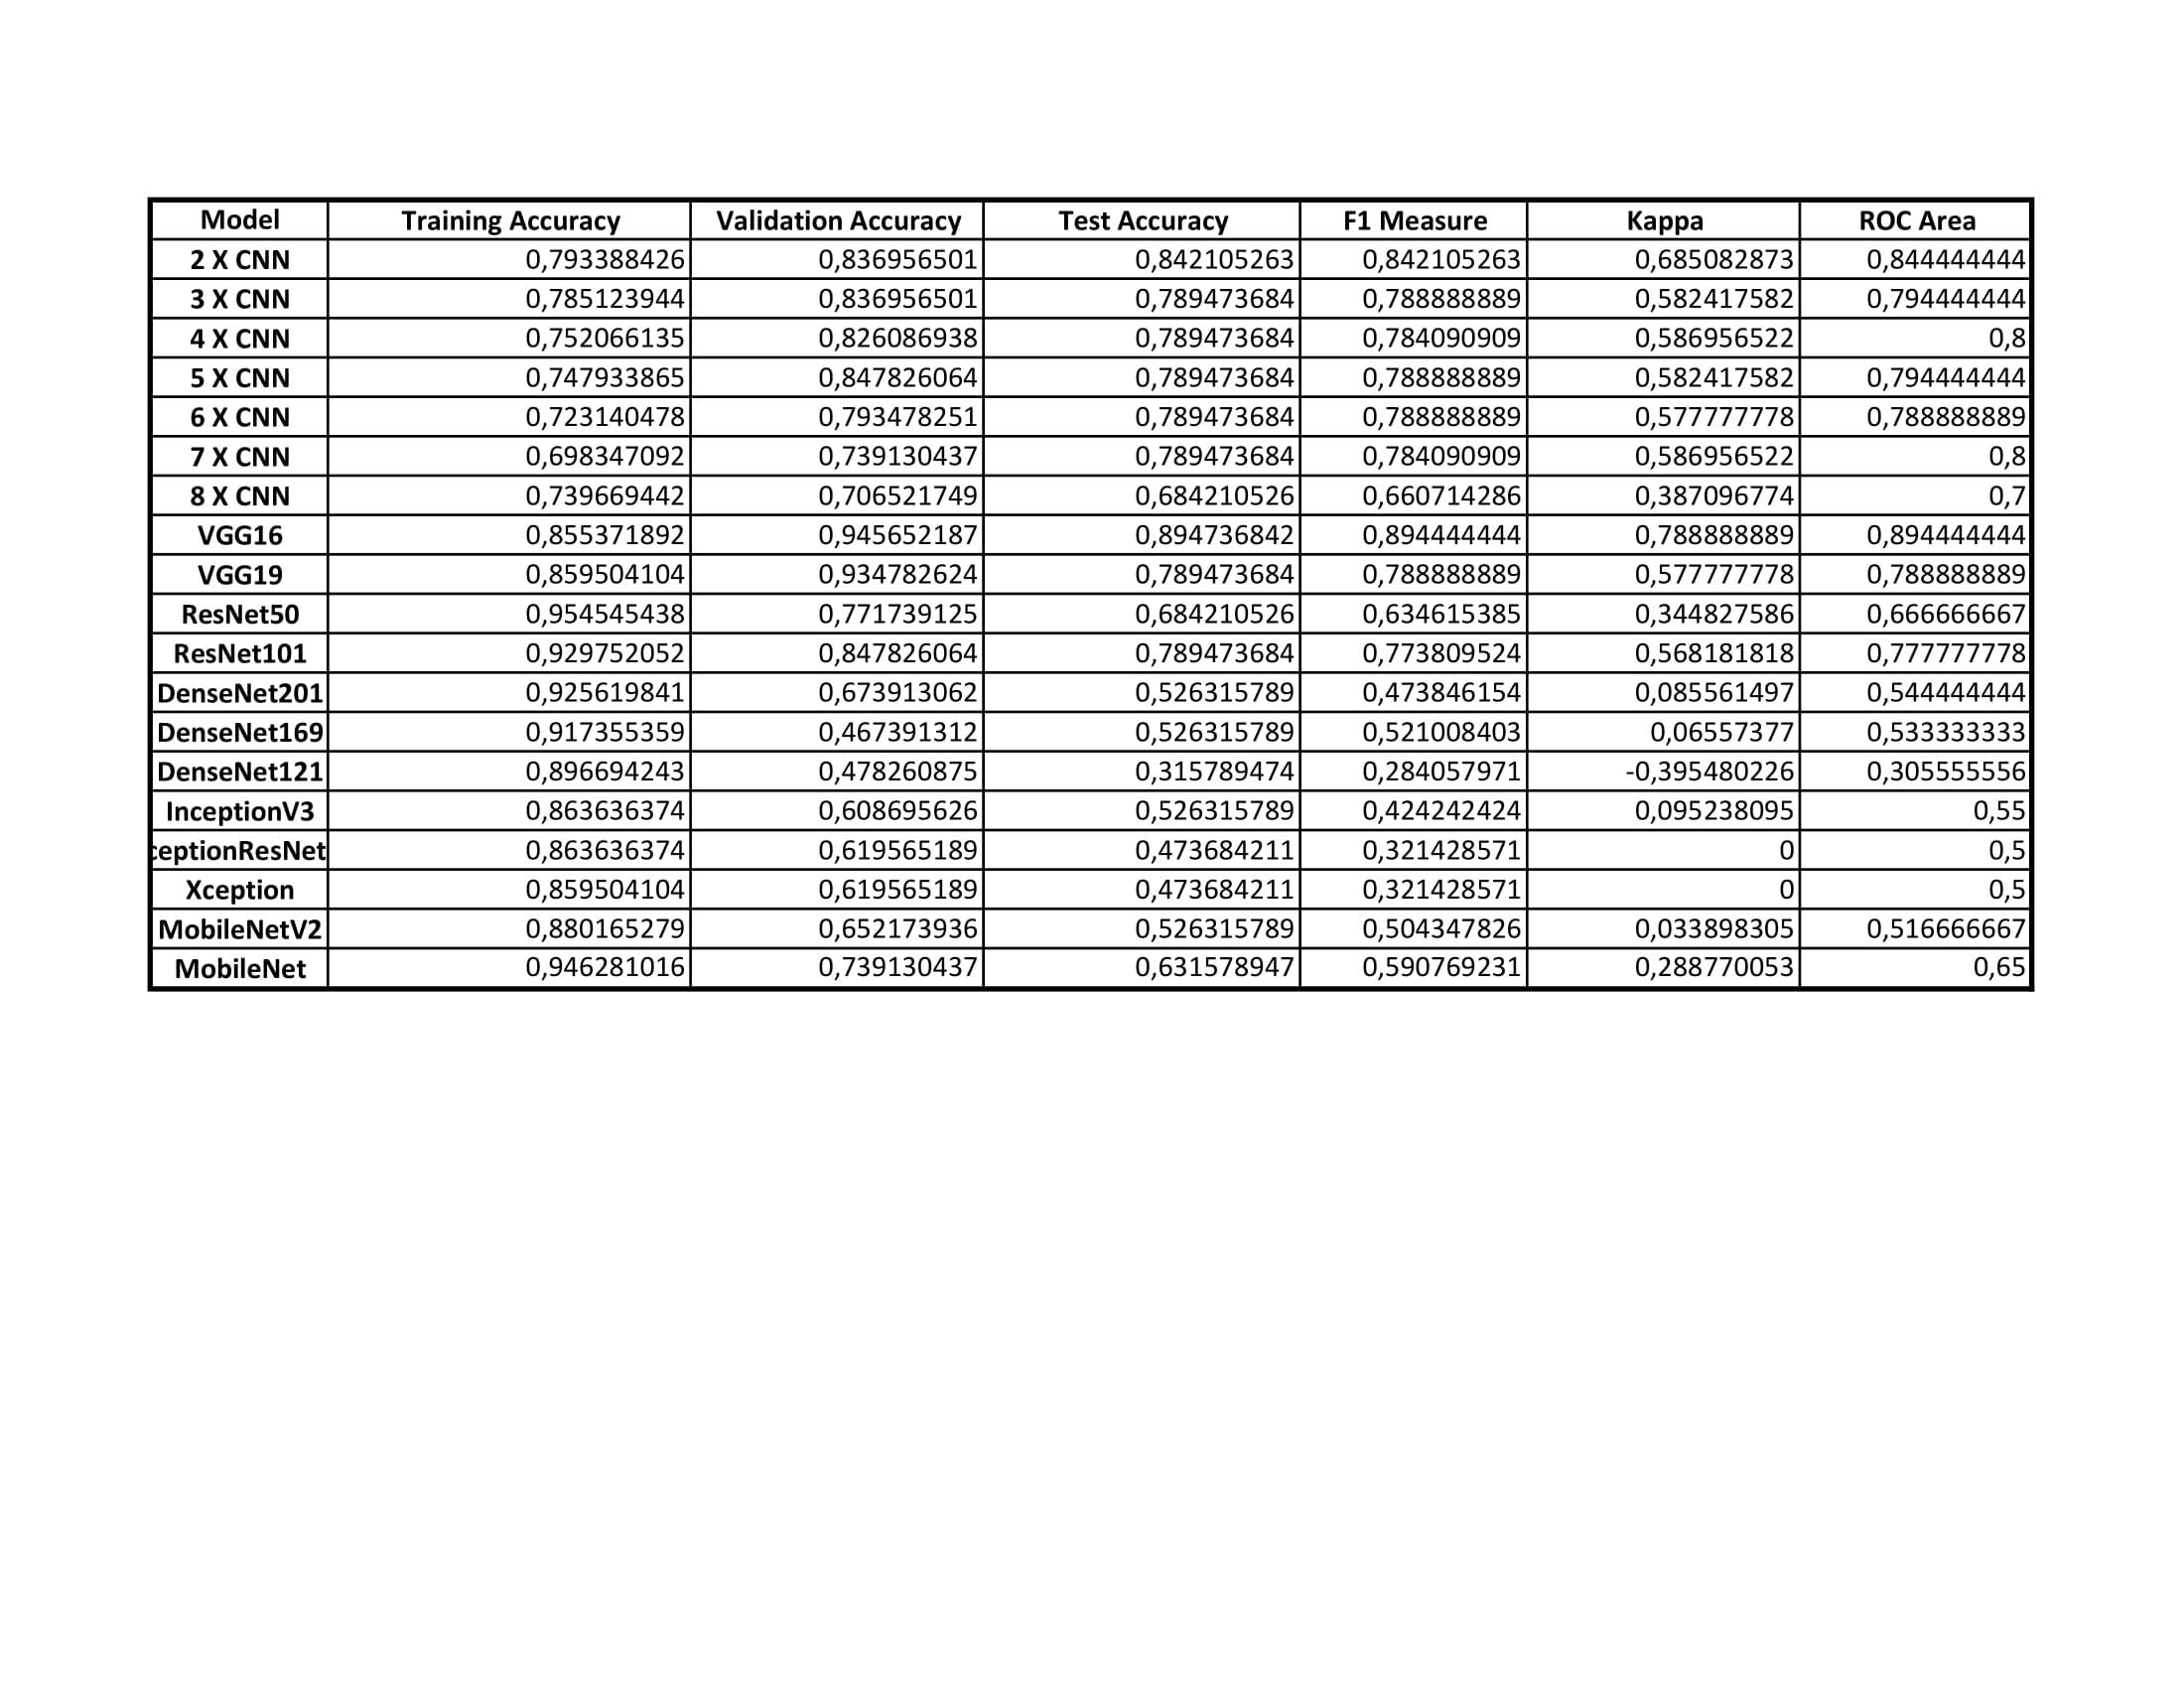 Model Training Accuracy Validation Accuracy Test Accuracy F1 Measure Kappa ROC Area
2 X CNN 0,793388426 0,836956501 0,842105263 0,842105263 0,685082873 0,844444444
3 X CNN 0,785123944 0,836956501 0,789473684 0,788888889 0,582417582 0,794444444
4 X CNN 0,752066135 0,826086938 0,789473684 0,784090909 0,586956522 0,8
5 X CNN 0,747933865 0,847826064 0,789473684 0,788888889 0,582417582 0,794444444
6 X CNN 0,723140478 0,793478251 0,789473684 0,788888889 0,577777778 0,788888889
7 X CNN 0,698347092 0,739130437 0,789473684 0,784090909 0,586956522 0,8
8 X CNN 0,739669442 0,706521749 0,684210526 0,660714286 0,387096774 0,7
VGG16 0,855371892 0,945652187 0,894736842 0,894444444 0,788888889 0,894444444
VGG19 0,859504104 0,934782624 0,789473684 0,788888889 0,577777778 0,788888889
ResNet50 0,954545438 0,771739125 0,684210526 0,634615385 0,344827586 0,666666667
ResNet101 0,929752052 0,847826064 0,789473684 0,773809524 0,568181818 0,777777778
DenseNet201 0,925619841 0,673913062 0,526315789 0,473846154 0,085561497 0,544444444
DenseNet169 0,917355359 0,467391312 0,526315789 0,521008403 0,06557377 0,533333333
DenseNet121 0,896694243 0,478260875 0,315789474 0,284057971 -0,395480226 0,305555556
InceptionV3 0,863636374 0,608695626 0,526315789 0,424242424 0,095238095 0,55
ceptionResNet 0,863636374 0,619565189 0,473684211 0,321428571 0 0,5
Xception 0,859504104 0,619565189 0,473684211 0,321428571 0 0,5
MobileNetV2 0,880165279 0,652173936 0,526315789 0,504347826 0,033898305 0,516666667
MobileNet 0,946281016 0,739130437 0,631578947 0,590769231 0,288770053 0,65